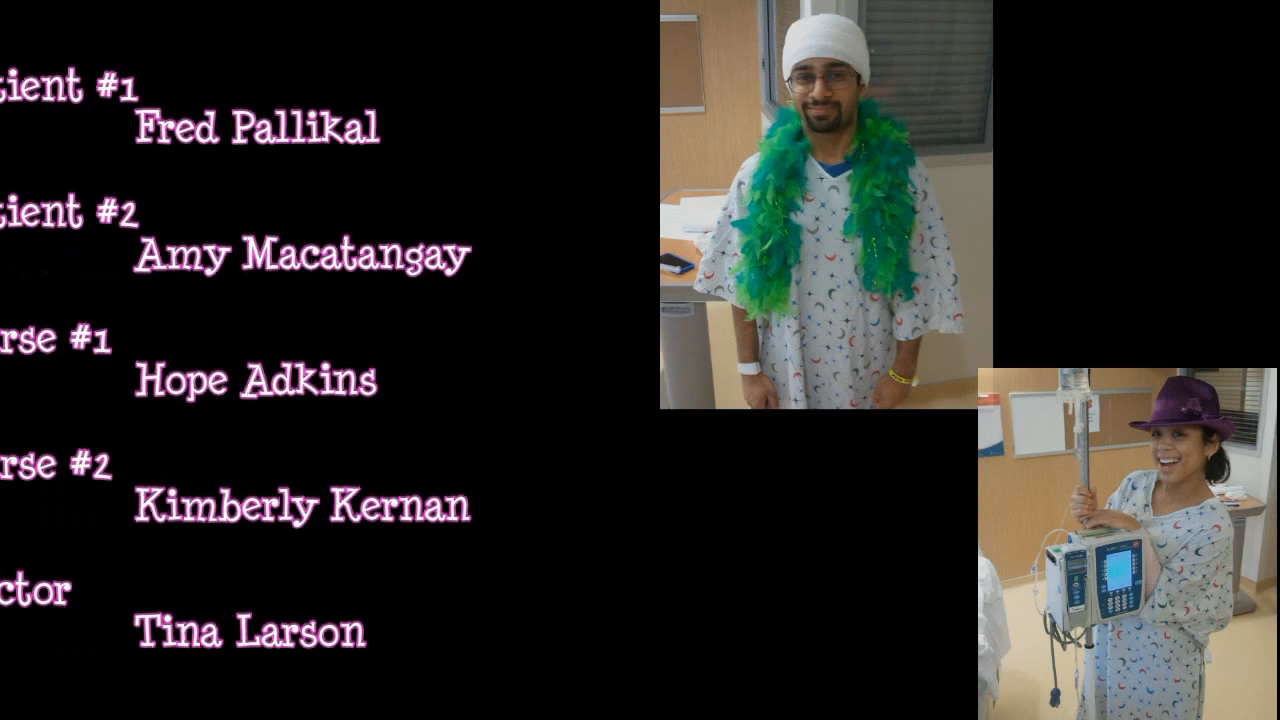 tient #1
Fred Pallikal
tient #2
Amy Macatangay
rse #1
Hope Adkins
rse #2
Kimberly Kernan
ctor
Tina Larson